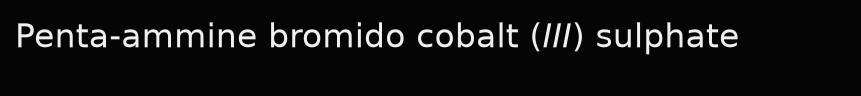 Penta-ammine bromido cobalt (III) sulphate